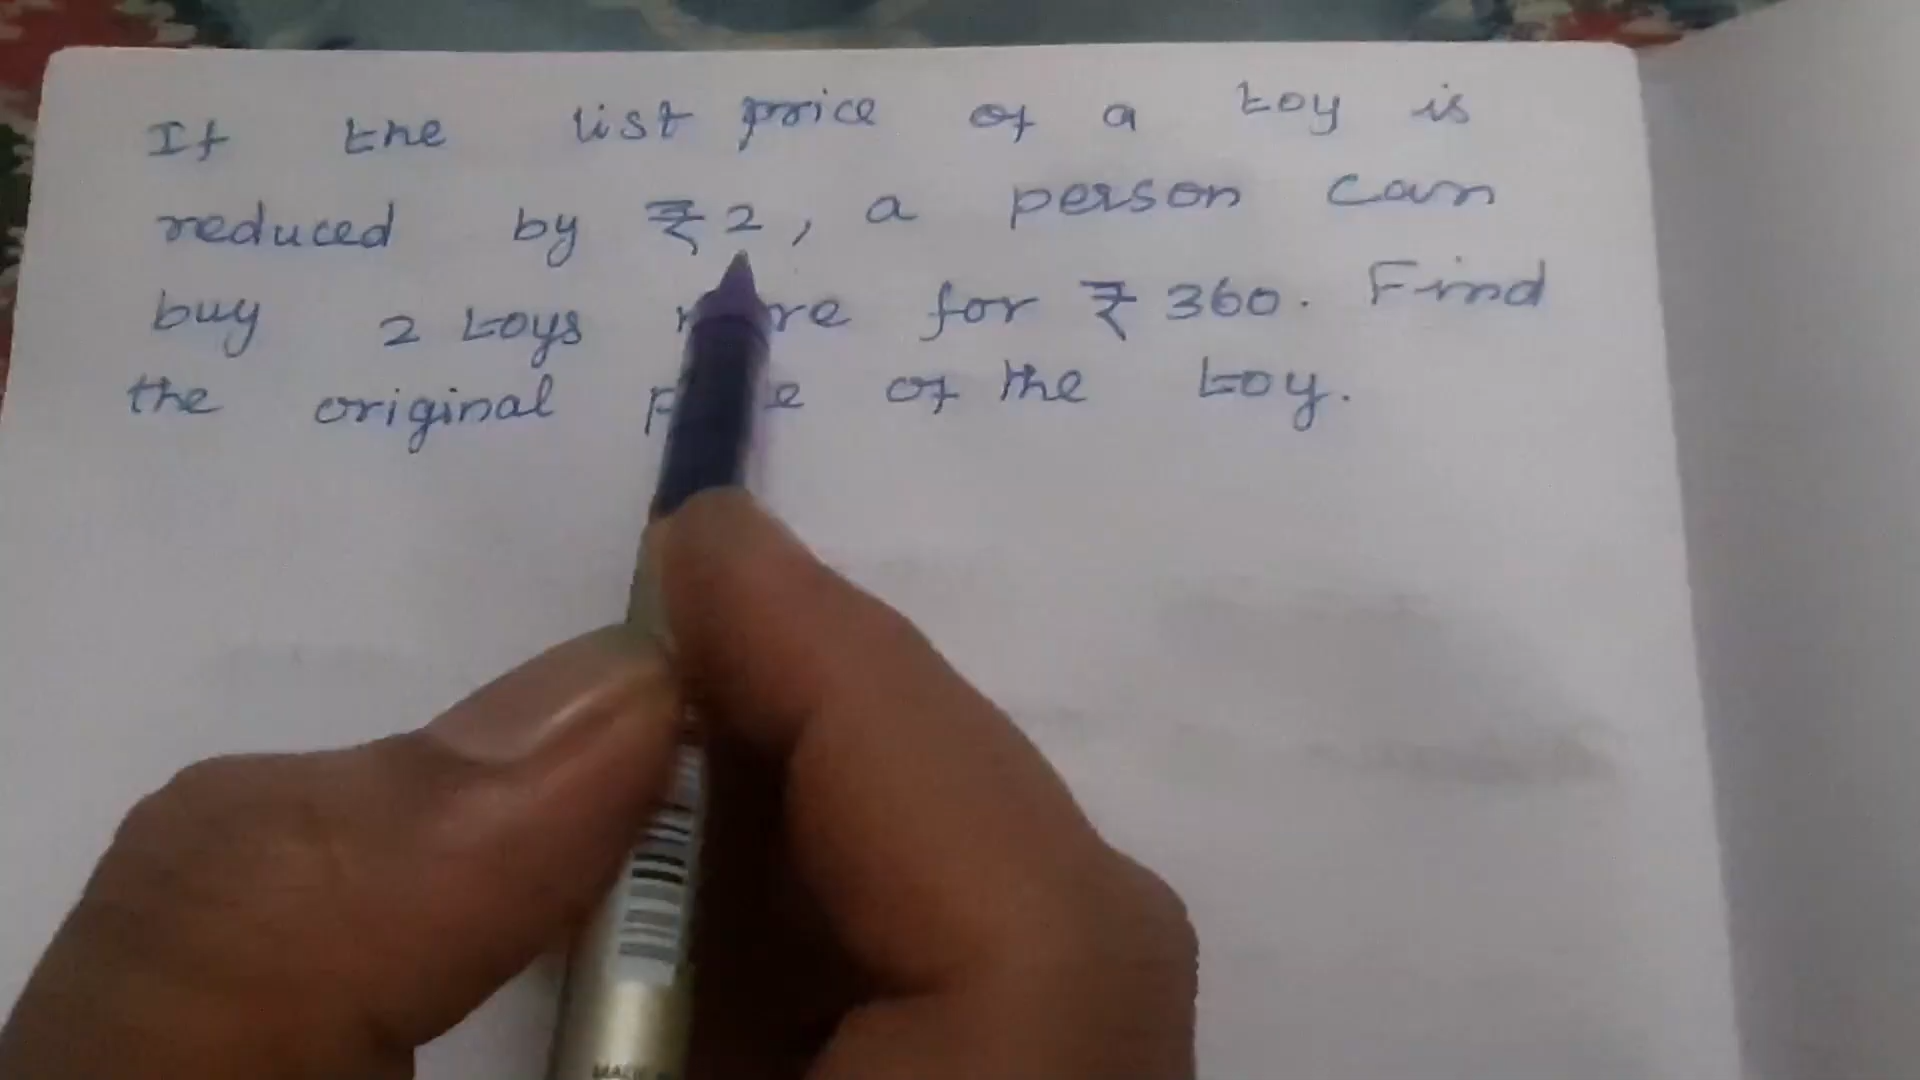 If the list price of a toy is
reduced by ₹ 2, a person can
buy 2 toys more for ₹ 360. Find
the original of the toy.